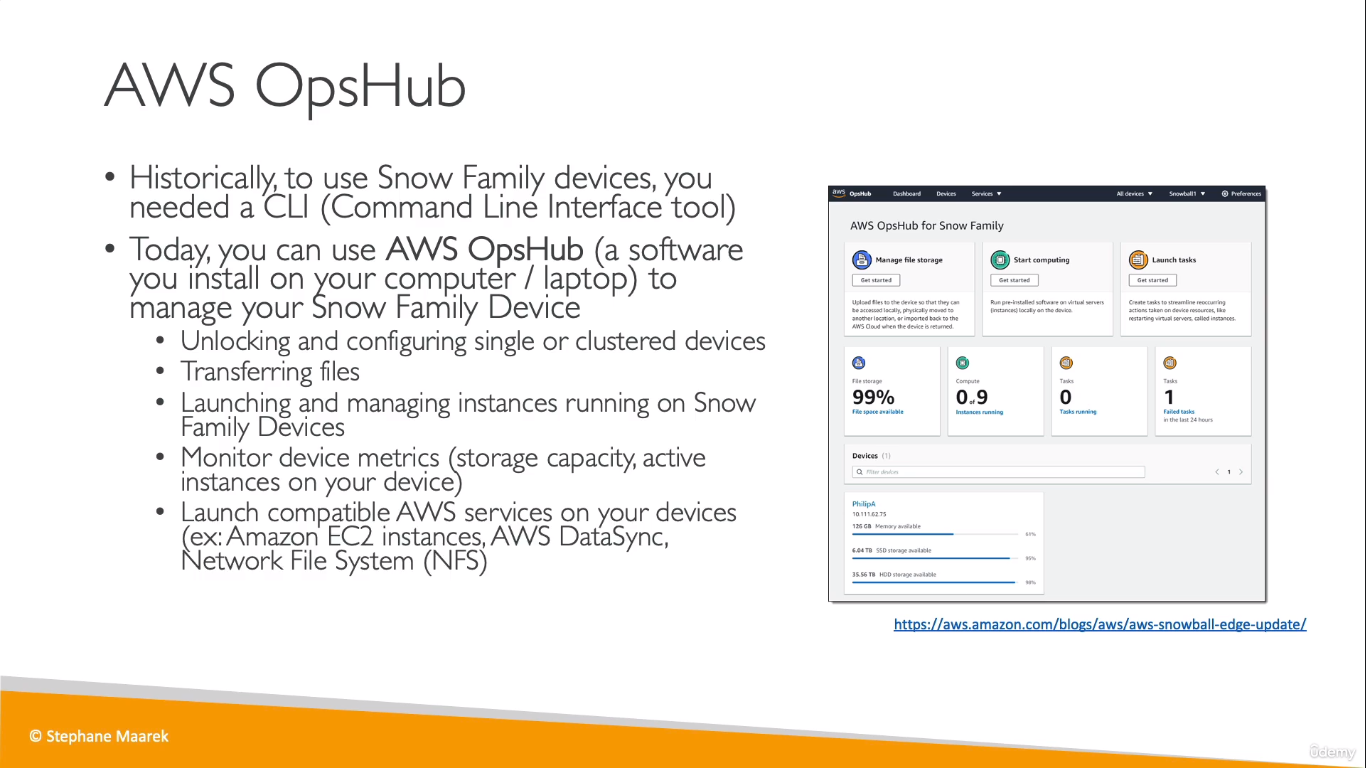 AWS OpsHub
• Historically, to use Snow Family devices, you
needed a CLI (Command Line Interface tool)
• Today, you can use AWS OpsHub (a software
you install on your computer / laptop) to
manage your Snow Family Device
• Unlocking and configuring single or clustered devices
• Transferring files
• Launching and managing instances running on Snow
Family Devices
• Monitor device metrics (storage capacity, active
instances on your device)
• Launch compatible AWS services on your devices
(ex: Amazon EC2 instances, AWS DataSync,
Network File System (NFS)
aws OpsHub Dashboard Devices Services All devices Snowball1 Preferences
AWS OpsHub for Snow Family
Manage file storage
Get started
Upload files to the device so that they can
be accessed locally, physically moved to
another location, or imported back to the
AWS Cloud when the device is returned.
Start computing
Get started
Run pre-installed software on virtual servers
(instances) locally on the device.
Launch tasks
Get started
Create tasks to streamline reoccurring
actions taken on device resources, like
restarting virtual servers, called instances.
File storage
99%
File space available
Compute
0 of 9
Instances running
Tasks
0
Tasks running
Tasks
1
Failed tasks
in the last 24 hours
Devices (1)
Filter devices
< 1 >
PhilipA
10.111.62.75
126 GB Memory available
61%
6.04 TB SSD storage available
95%
35.56 TB HDD storage available
98%
https://aws.amazon.com/blogs/aws/aws-snowball-edge-update/
© Stephane Maarek
ûdemy